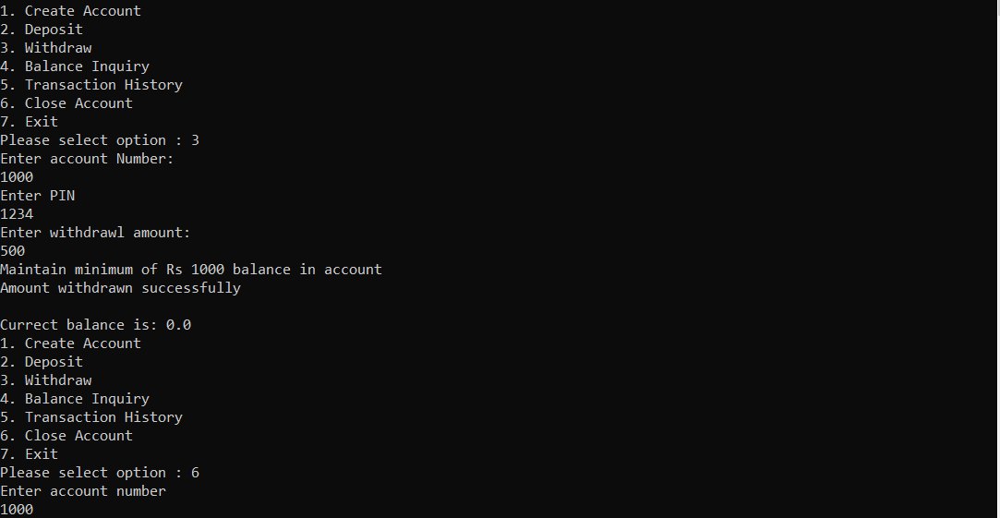 1. Create Account
2. Deposit
3. Withdraw
4. Balance Inquiry
5. Transaction History
6. Close Account
7. Exit
Please select option : 3
Enter account Number:
1000
Enter PIN
1234
Enter withdrawl amount:
500
Maintain minimum of Rs 1000 balance in account
Amount withdrawn successfully
Currect balance is: 0.0
1. Create Account
2. Deposit
3. Withdraw
4. Balance Inquiry
5. Transaction History
6. Close Account
7. Exit
Please select option : 6
Enter account number
1000